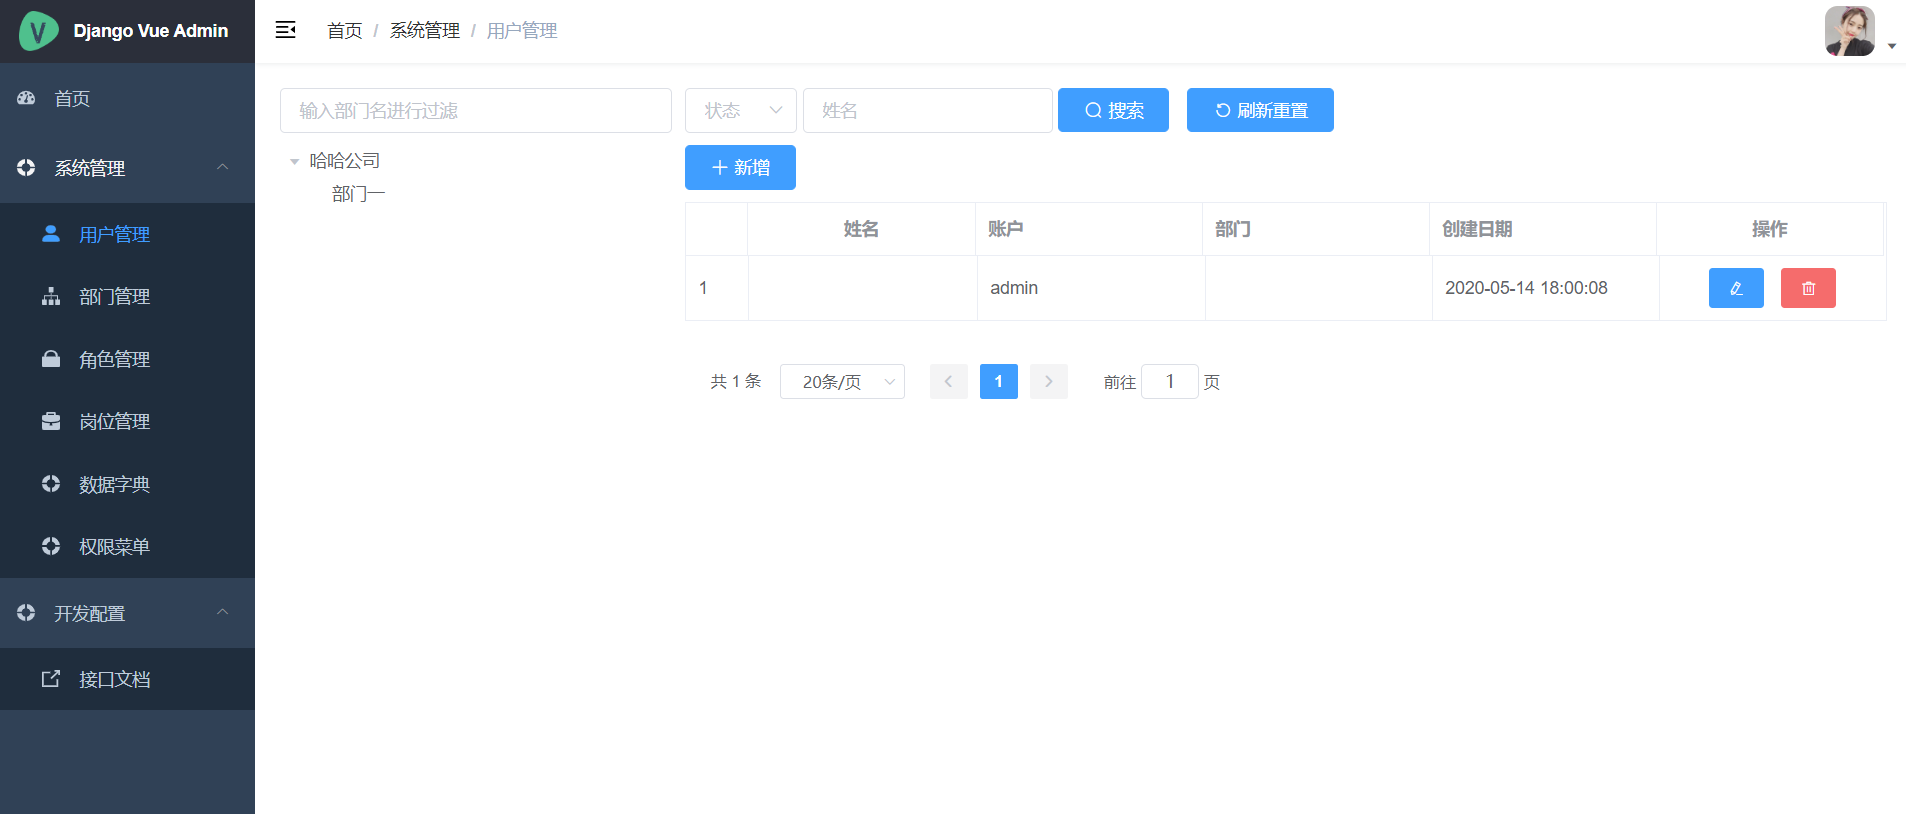 Django Vue Admin
首页 / 系统管理 / 用户管理
首页
系统管理
用户管理
部门管理
角色管理
岗位管理
数据字典
权限菜单
开发配置
接口文档
输入部门名进行过滤
哈哈公司
部门一
状态 姓名 搜索 刷新重置
新增
姓名 账户 部门 创建日期 操作
1 admin 2020-05-14 18:00:08
共 1 条 20条/页 1 前往 1 页